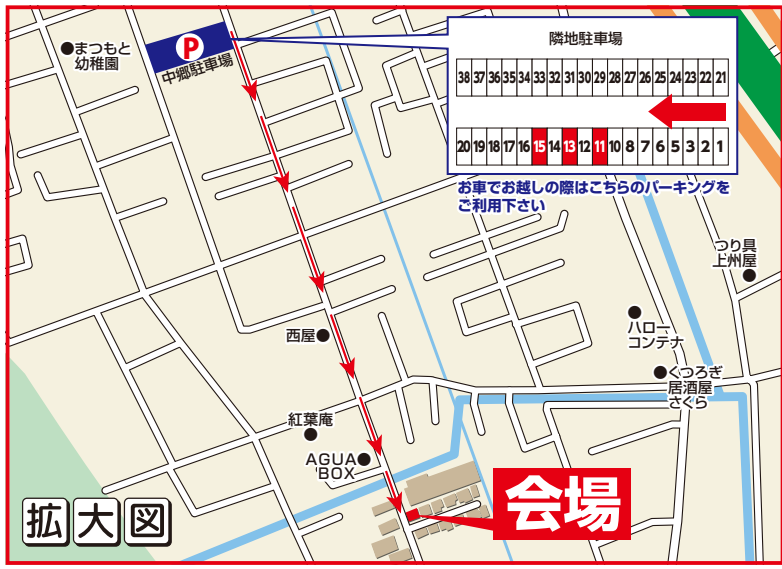 まつもと
幼稚園
P
中郷駐車場
隣地駐車場
38 37 36 35 34 33 32 31 30 29 28 27 26 25 24 23 22 21
20 19 18 17 16 15 14 13 12 11 10 8 7 6 5 3 2 1
お車でお越しの際はこちらのパーキングを
ご利用下さい
つり具
上州屋
西屋
ハロー
コンテナ
くつろぎ
居酒屋
さくら
紅葉庵
AGUA
BOX
会場
拡大図